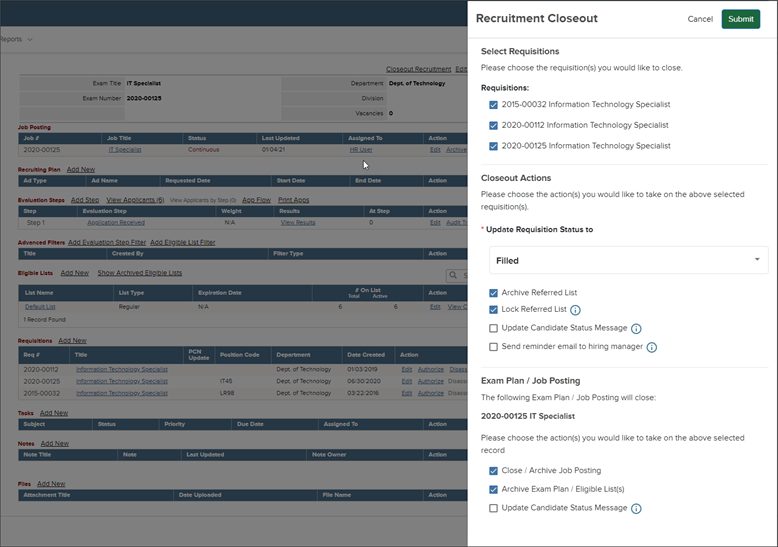 Reports
Closeout Recruitment Edit
Exam Title IT Specialist Department Dept. of Technology
Exam Number 2020-00125 Division
Vacancies 0
Job Posting
Job # Job Title Status Last Updated Assigned To Action
2020-00125 IT Specialist Continuous 01/04/21 HR User Edit Archive
Recruiting Plan Add New
Ad Type Ad Name Requested Date Start Date End Date Action
Evaluation Steps Add Step View Applicants (6) View Applicants by Step (0) App Flow Print Apps
Step Evaluation Step Weight Results At Step Action
Step 1 Application Received N/A View Results 0 Edit Audit
Advanced Filters Add Evaluation Step Filter Add Eligible List Filter
Title Created By Filter Type Action
Eligible Lists Add New Show Archived Eligible Lists
List Name List Type Expiration Date # On List Action
Total Active
Default List Regular N/A 6 6 Edit View
1 Record Found
Requisitions Add New
Req # Title PCN Update Position Code Department Date Created Action
2020-00112 Information Technology Specialist Dept. of Technology 01/03/2019 Edit Authorize
2020-00125 Information Technology Specialist IT45 Dept. of Technology 06/30/2020 Edit Authorize
2015-00032 Information Technology Specialist LR98 Dept. of Technology 03/22/2016 Edit Authorize
Tasks Add New
Subject Status Priority Due Date Assigned To Action
Notes Add New
Note Title Note Last Updated Note Owner Action
Files Add New
Attachment Title Date Uploaded File Name Action
Recruitment Closeout Cancel Submit
Select Requisitions
Please choose the requisition(s) you would like to close.
Requisitions:
2015-00032 Information Technology Specialist
2020-00112 Information Technology Specialist
2020-00125 Information Technology Specialist
Closeout Actions
Please choose the action(s) you would like to take on the above selected
requisition(s).
* Update Requisition Status to
Filled
Archive Referred List
Lock Referred List
Update Candidate Status Message
Send reminder email to hiring manager
Exam Plan / Job Posting
The following Exam Plan / Job Posting will close:
2020-00125 IT Specialist
Please choose the action(s) you would like to take on the above selected
record
Close / Archive Job Posting
Archive Exam Plan / Eligible List(s)
Update Candidate Status Message